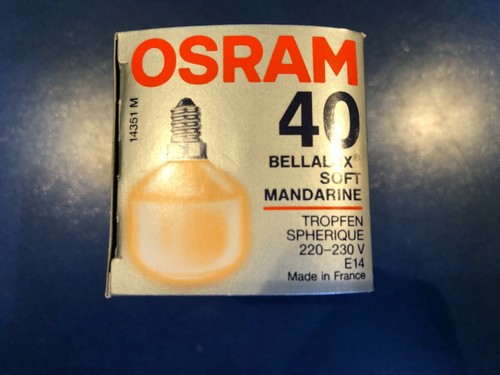 OSRAM
40
BELLALUX®
SOFT
MANDARINE
TROPFEN
SPHERIQUE
220-230 V
E14
Made in France
14351 M